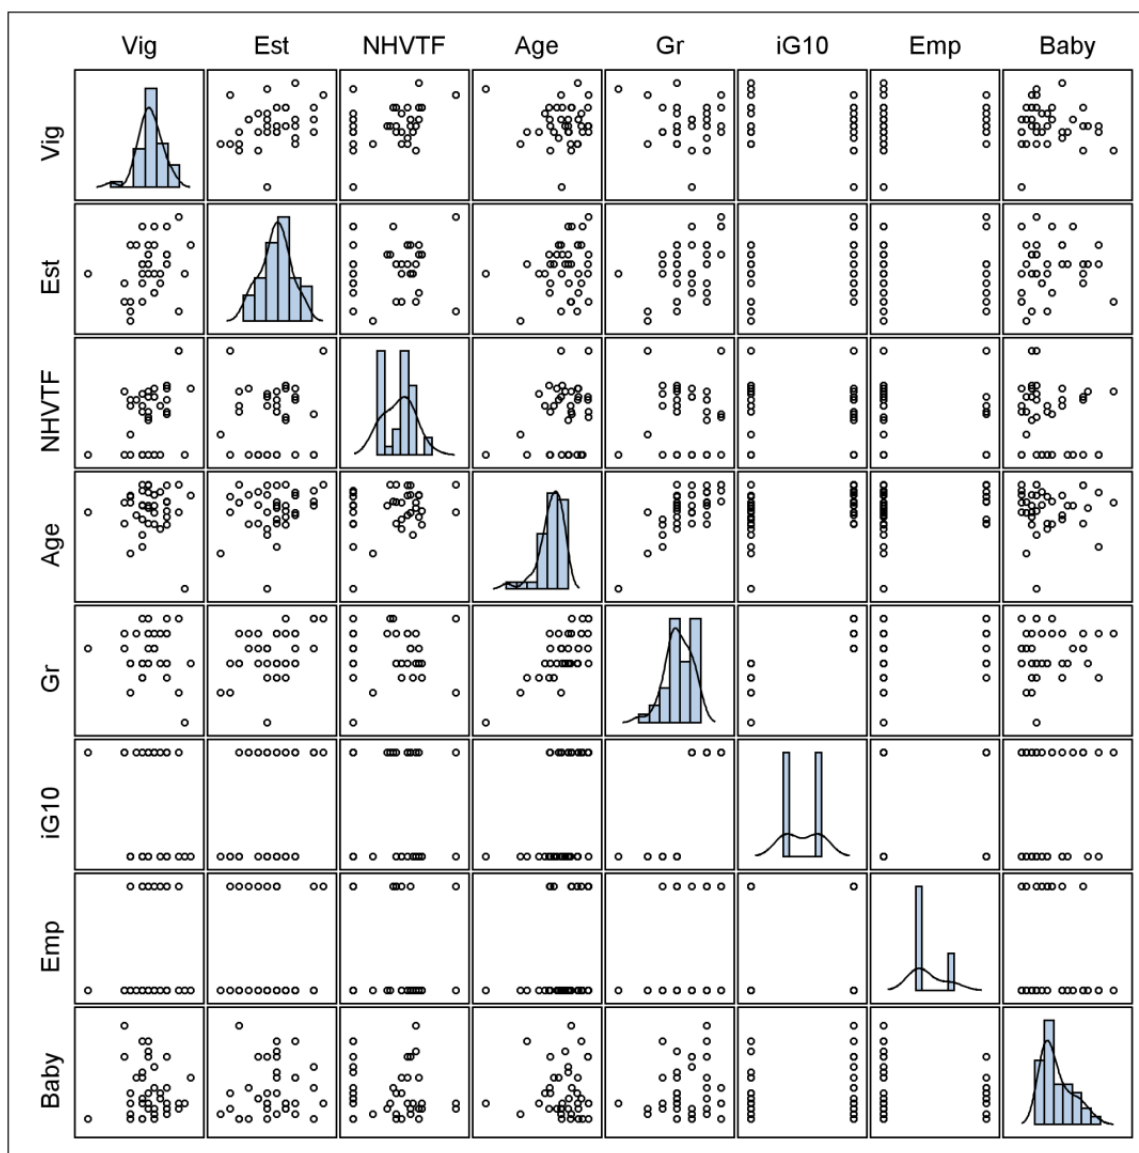 Vig Est NHVTF Age Gr iG10 Emp Baby
Vig
Est
NHVTF
Age
Gr
iG10
Emp
Baby